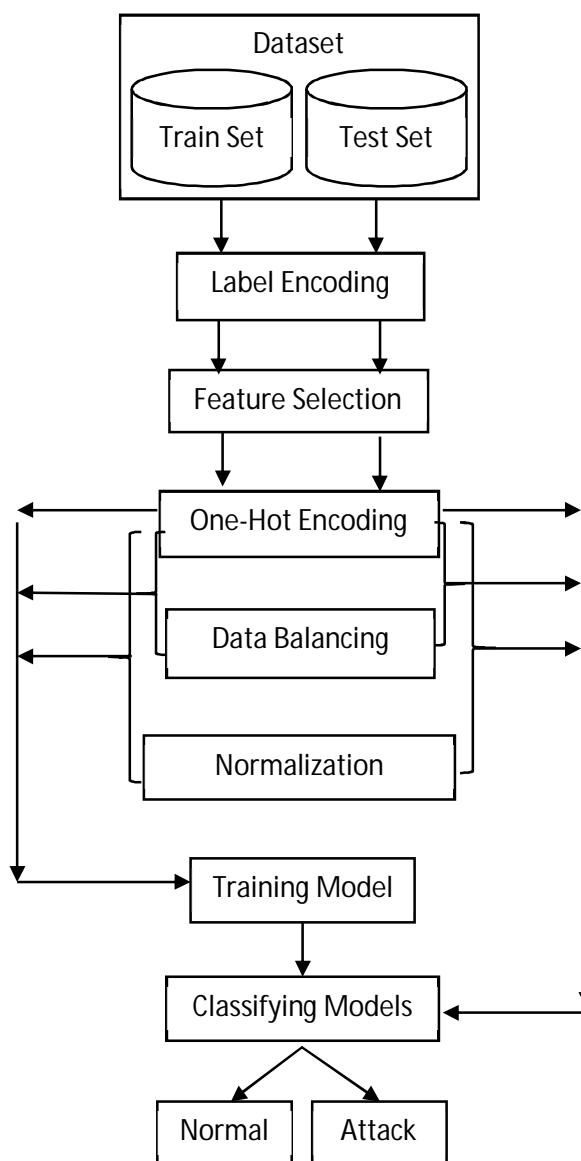 Dataset
Train Set
Test Set
Label Encoding
Feature Selection
One-Hot Encoding
Data Balancing
Normalization
Training Model
Classifying Models
Normal
Attack